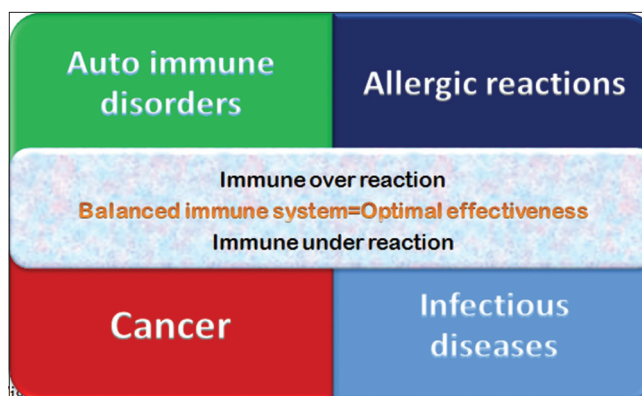 Auto immune
disorders
Allergic reactions
Immune over reaction
Balanced immune system=Optimal effectiveness
Immune under reaction
Cancer
Infectious
diseases